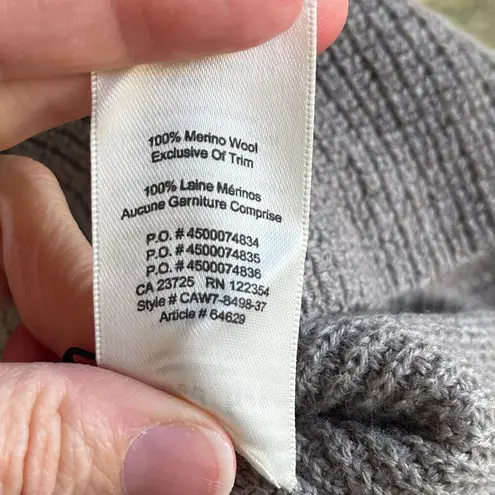 100% Merino Wool
Exclusive Of Trim
100% Laine Mérinos
Aucune Garniture Comprise
P.O. # 4500074834
P.O. # 4500074835
P.O. # 4500074836
CA 23725 RN 122354
Style # CAW7-8498-37
Article # 64629